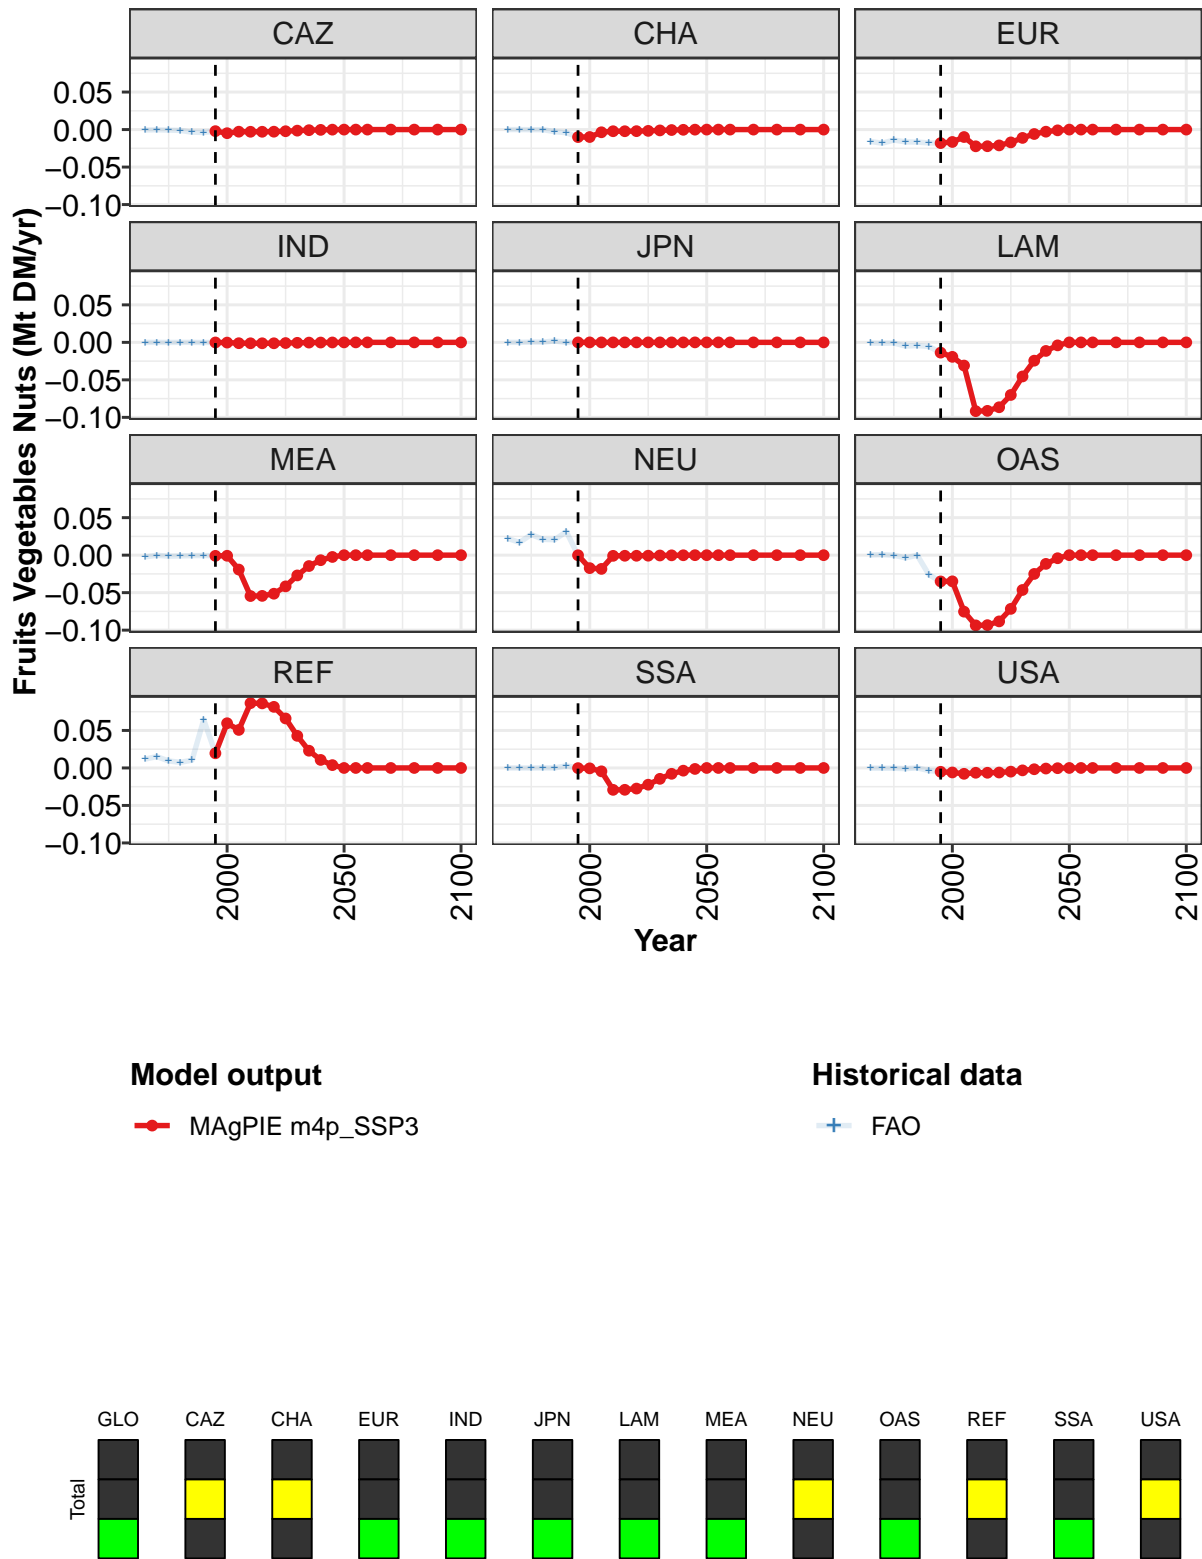 CAZ CHA EUR
0.05
0.00
−0.05
−0.10
IND JPN LAM
0.05
0.00
−0.05
−0.10
MEA NEU OAS
0.05
0.00
−0.05
−0.10
REF SSA USA
0.05
0.00
−0.05
−0.10
Fruits Vegetables Nuts (Mt DM/yr)
2000 2050 2100 2000 2050 2100 2000 2050 2100
Year
Model output Historical data
MAgPIE m4p_SSP3 FAO
GLO CAZ CHA EUR IND JPN LAM MEA NEU OAS REF SSA USA
Total